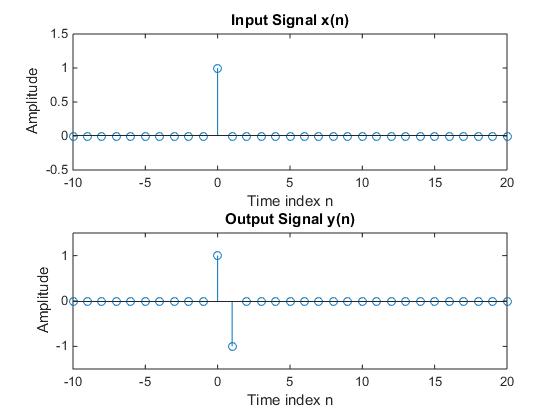 Input Signal x(n)
1.5
1
0.5
0
-0.5
Amplitude
-10 -5 0 5 10 15 20
Time index n
Output Signal y(n)
1
0
-1
Amplitude
-10 -5 0 5 10 15 20
Time index n